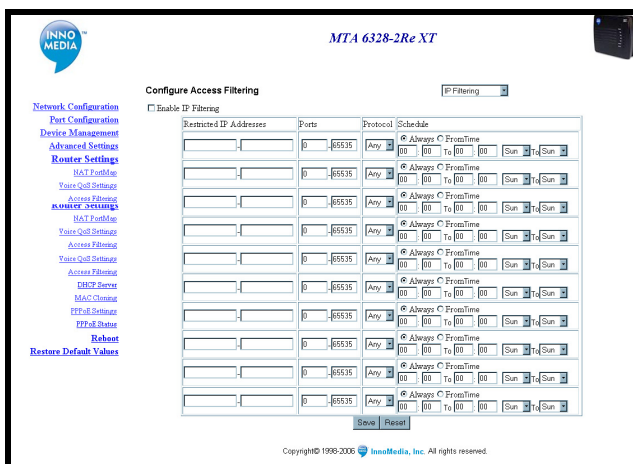 INNO
MEDIA
™
MTA 6328-2Re XT
Configure Access Filtering
IP Filtering
Enable IP Filtering
Network Configuration
Port Configuration
Device Management
Advanced Settings
Router Settings
NAT PortMap
Voice QoS Settings
Access Filtering
Router Settings
NAT PortMap
Voice QoS Settings
Access Filtering
Voice QoS Settings
Access Filtering
DHCP Server
MAC Cloning
PPPoE Settings
PPPoE Status
Reboot
Restore Default Values
Restricted IP Addresses Ports Protocol Schedule
Always FromTime
- 0 - 65535 Any 00 : 00 To 00 : 00 Sun To Sun
Always FromTime
- 0 - 65535 Any 00 : 00 To 00 : 00 Sun To Sun
Always FromTime
- 0 - 65535 Any 00 : 00 To 00 : 00 Sun To Sun
Always FromTime
- 0 - 65535 Any 00 : 00 To 00 : 00 Sun To Sun
Always FromTime
- 0 - 65535 Any 00 : 00 To 00 : 00 Sun To Sun
Always FromTime
- 0 - 65535 Any 00 : 00 To 00 : 00 Sun To Sun
Always FromTime
- 0 - 65535 Any 00 : 00 To 00 : 00 Sun To Sun
Always FromTime
- 0 - 65535 Any 00 : 00 To 00 : 00 Sun To Sun
Always FromTime
- 0 - 65535 Any 00 : 00 To 00 : 00 Sun To Sun
Always FromTime
- 0 - 65535 Any 00 : 00 To 00 : 00 Sun To Sun
Save Reset
Copyright© 1998-2006 InnoMedia, Inc. All rights reserved.